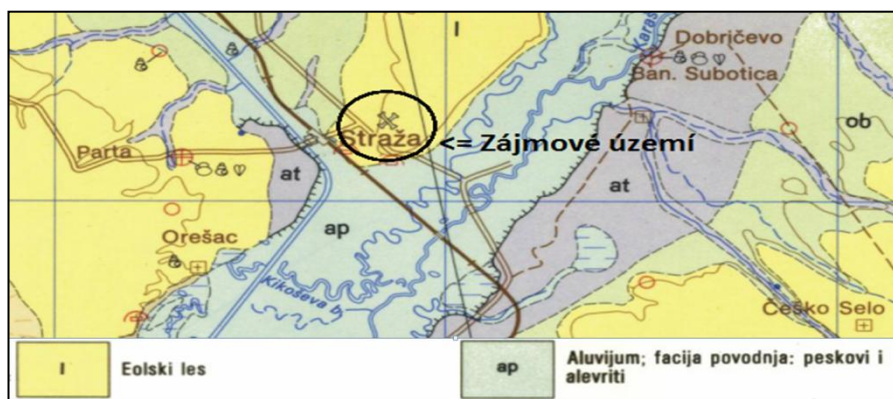 l
Karas
Dobričevo
Ban. Subotica
Straža
<= Zájmové území
ob
Parta
at
at
Orešac
ap
Kikoševa b.
Češko Selo
l Eolski les
ap Aluvijum; facija povodnja: peskovi i
alevriti